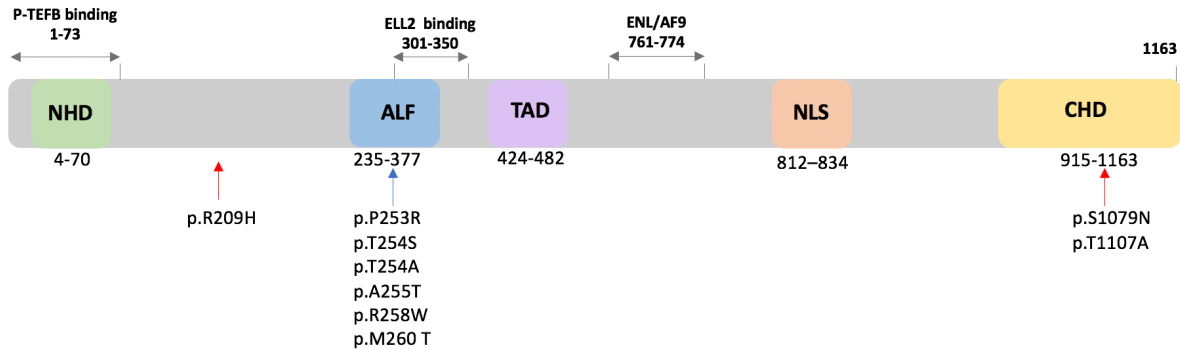 P-TEFB binding
1-73
ELL2 binding
301-350
ENL/AF9
761-774
1163
NHD
ALF
TAD
NLS
CHD
4-70
235-377
424-482
812–834
915-1163
p.R209H
p.P253R
p.T254S
p.T254A
p.A255T
p.R258W
p.M260 T
p.S1079N
p.T1107A